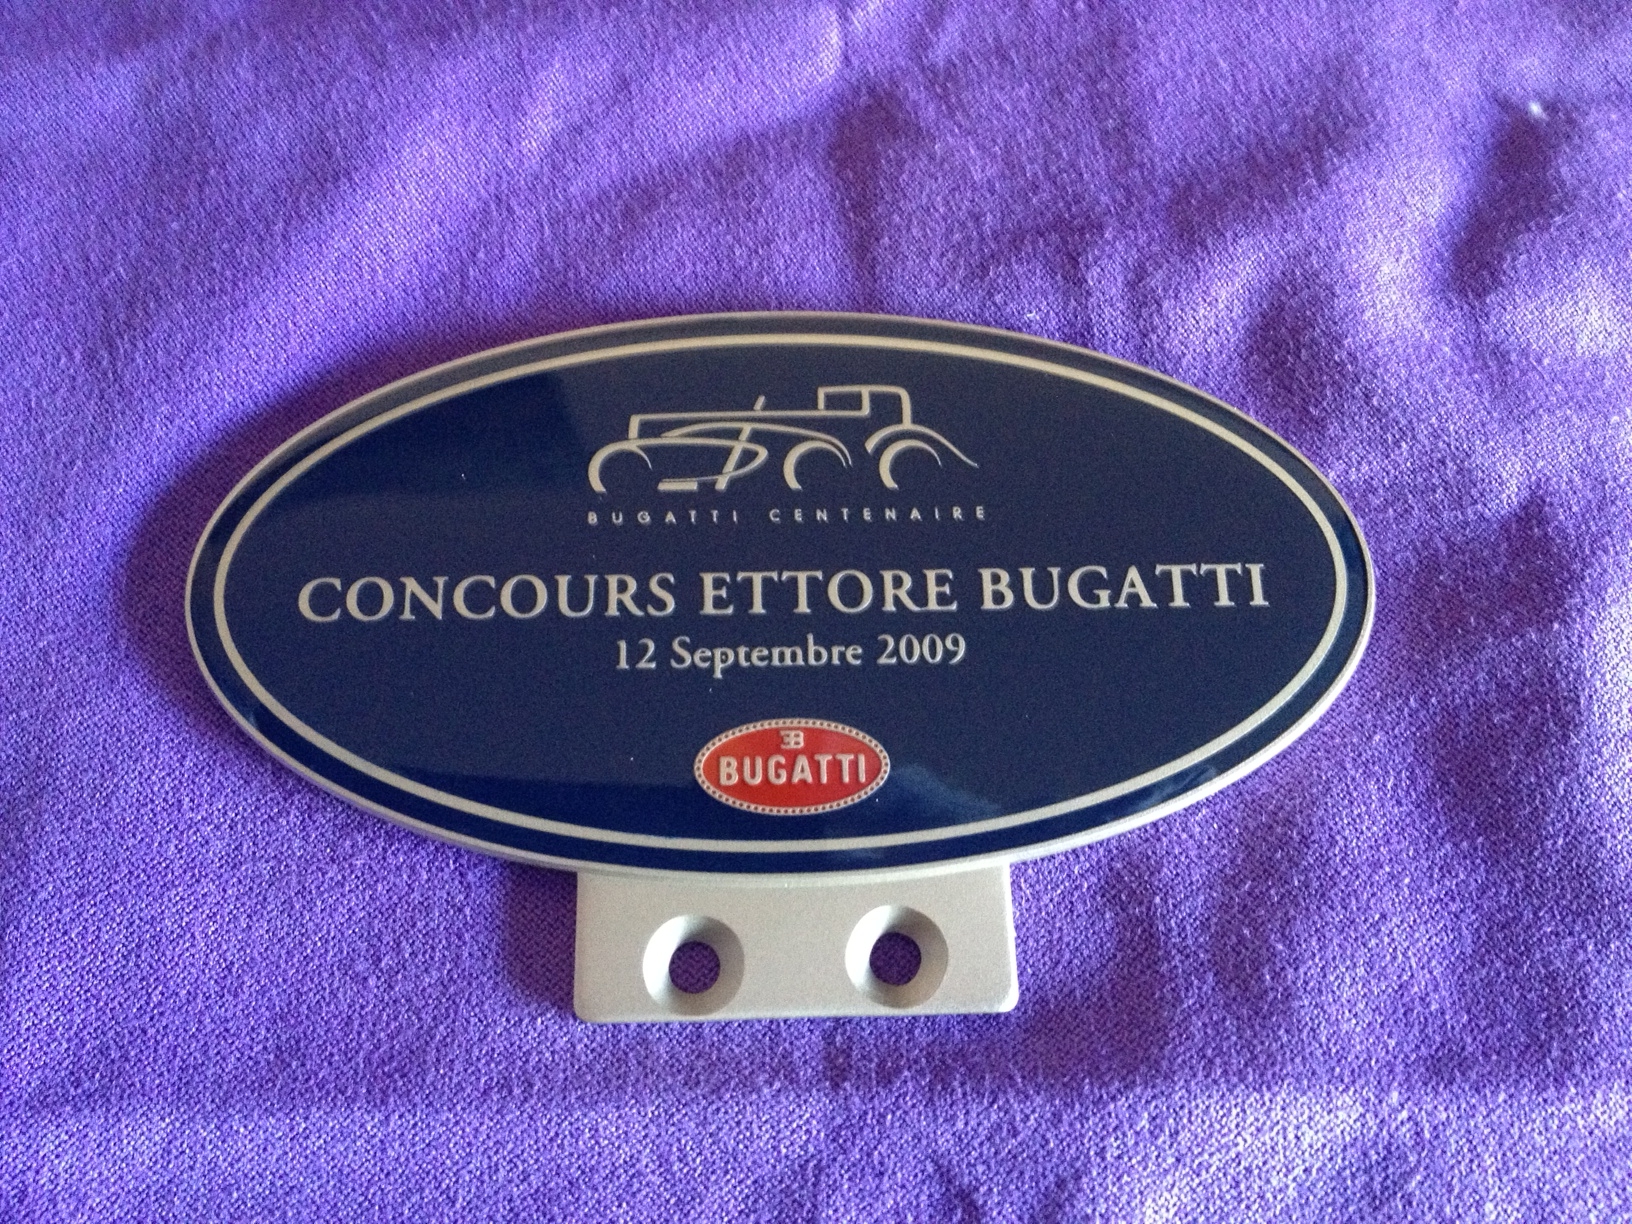 BUGATTI CENTENAIRE
CONCOURS ETTORE BUGATTI
12 Septembre 2009
EB
BUGATTI